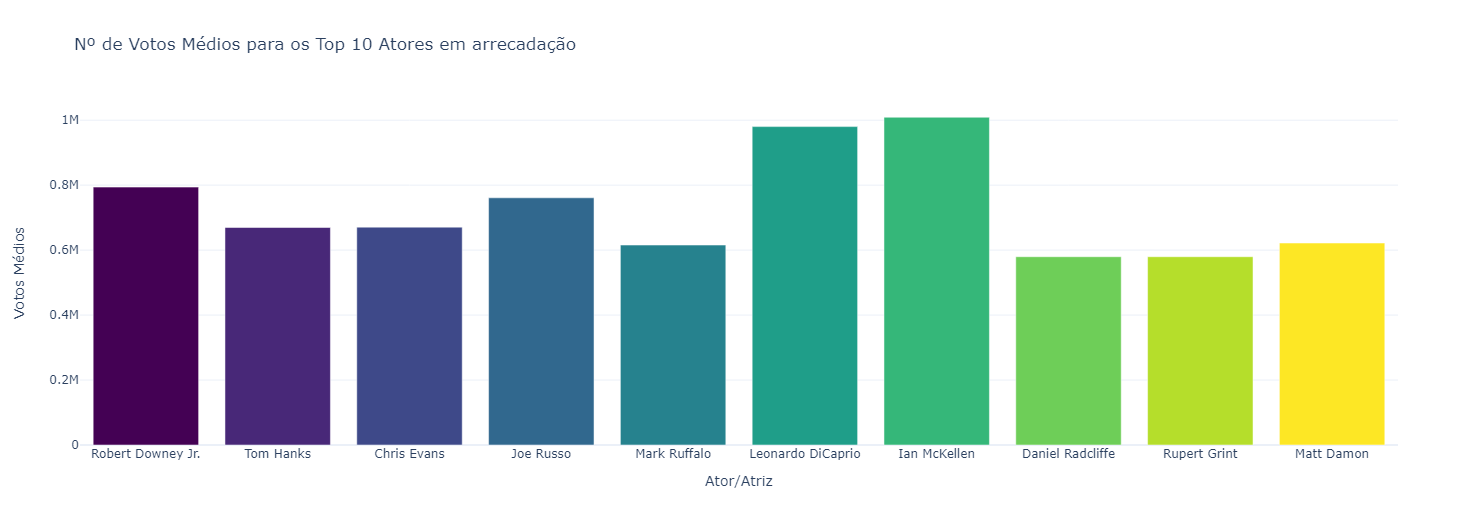 Nº de Votos Médios para os Top 10 Atores em arrecadação
1M
0.8M
0.6M
0.4M
0.2M
0
Votos Médios
Robert Downey Jr. Tom Hanks Chris Evans Joe Russo Mark Ruffalo Leonardo DiCaprio Ian McKellen Daniel Radcliffe Rupert Grint Matt Damon
Ator/Atriz